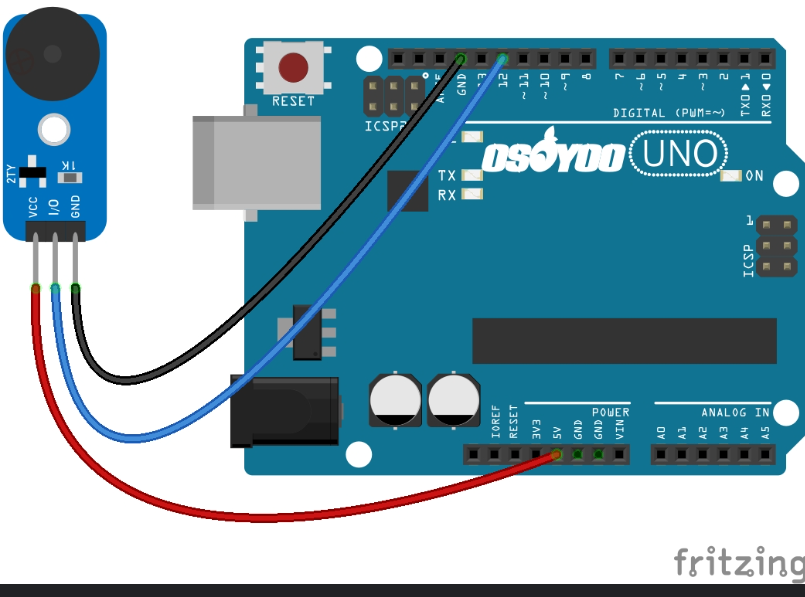 RESET
ICSP2
AREF
GND
13
12
~11
~10
~9
8
7
~6
~5
4
~3
2
TX0▶1
RX0◀0
DIGITAL (PWM=~)
L
TX
RX
OSOYOO UNO
ON
1
ICSP
2TY
1K
VCC
I/O
GND
IOREF
RESET
3V3
5V
GND
GND
VIN
POWER
ANALOG IN
A0
A1
A2
A3
A4
A5
fritzing